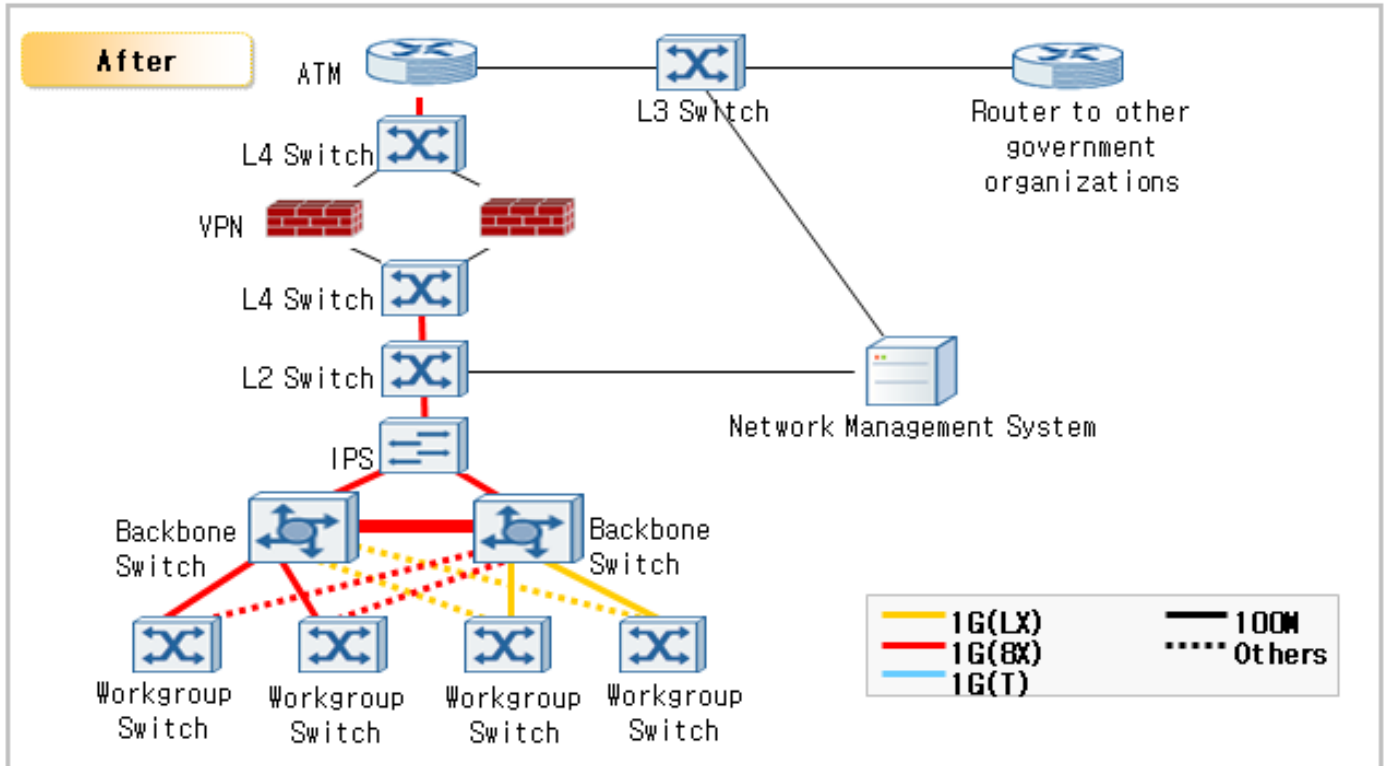 After
ATM
L3 Switch
Router to other
government
organizations
L4 Switch
VPN
L4 Switch
L2 Switch
Network Management System
IPS
Backbone
Switch
Backbone
Switch
1G(LX)
100M
1G(8X)
Others
1G(T)
Workgroup
Switch
Workgroup
Switch
Workgroup
Switch
Workgroup
Switch